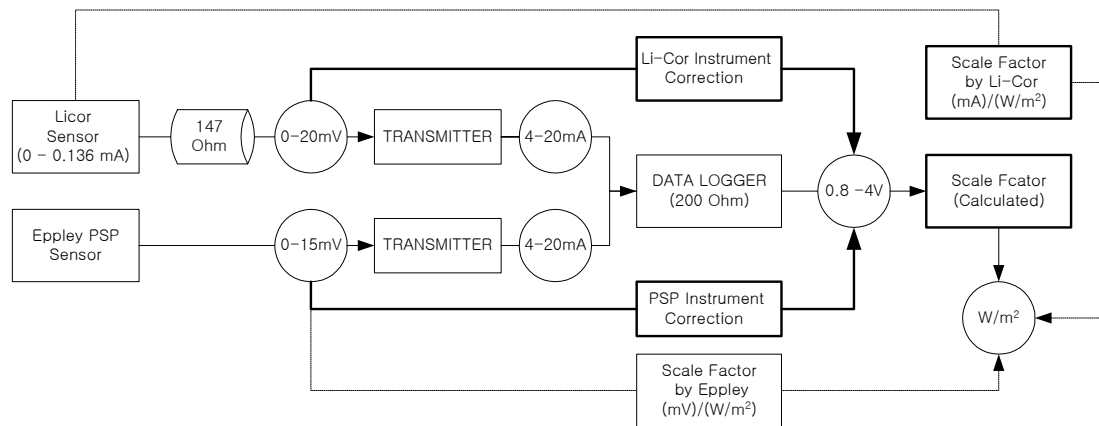 Li-Cor Instrument
Correction
Scale Factor
by Li-Cor
(mA)/(W/m²)
Licor
Sensor
(0 - 0.136 mA)
147
Ohm
0-20mV
TRANSMITTER
4-20mA
DATA LOGGER
(200 Ohm)
0.8 -4V
Scale Fcator
(Calculated)
Eppley PSP
Sensor
0-15mV
TRANSMITTER
4-20mA
PSP Instrument
Correction
W/m²
Scale Factor
by Eppley
(mV)/(W/m²)